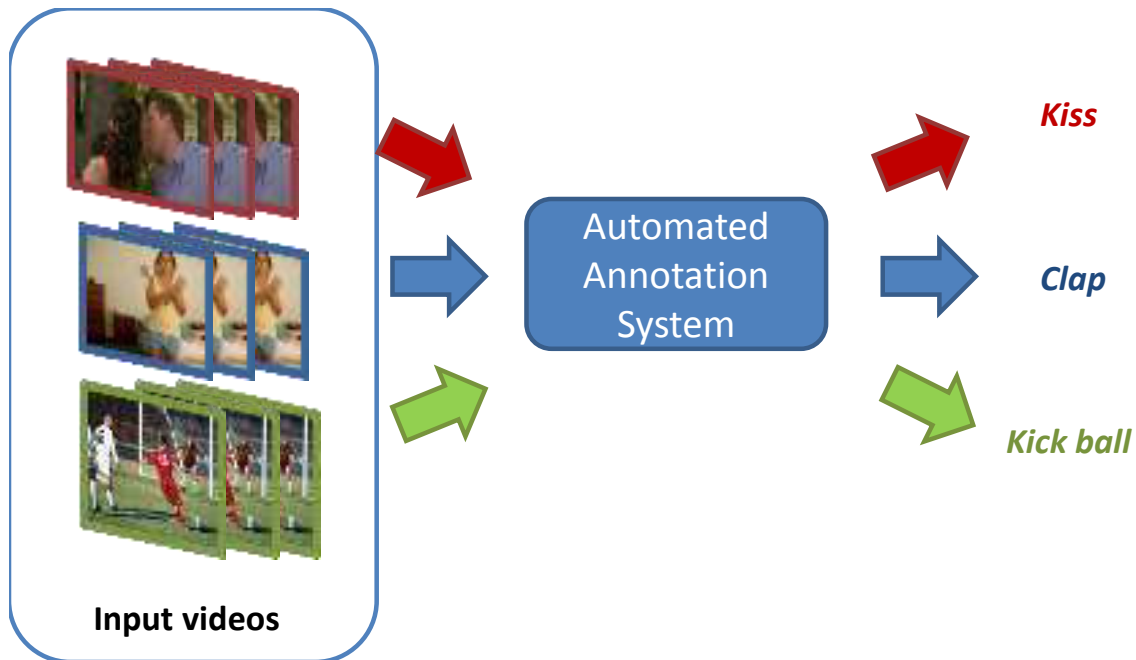 Kiss
Automated
Annotation
System
Clap
Kick ball
Input videos